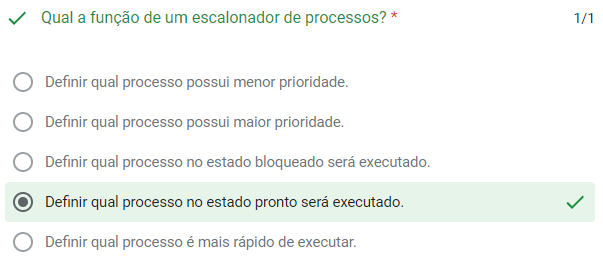 Qual a função de um escalonador de processos? * 1/1
Definir qual processo possui menor prioridade.
Definir qual processo possui maior prioridade.
Definir qual processo no estado bloqueado será executado.
Definir qual processo no estado pronto será executado.
Definir qual processo é mais rápido de executar.